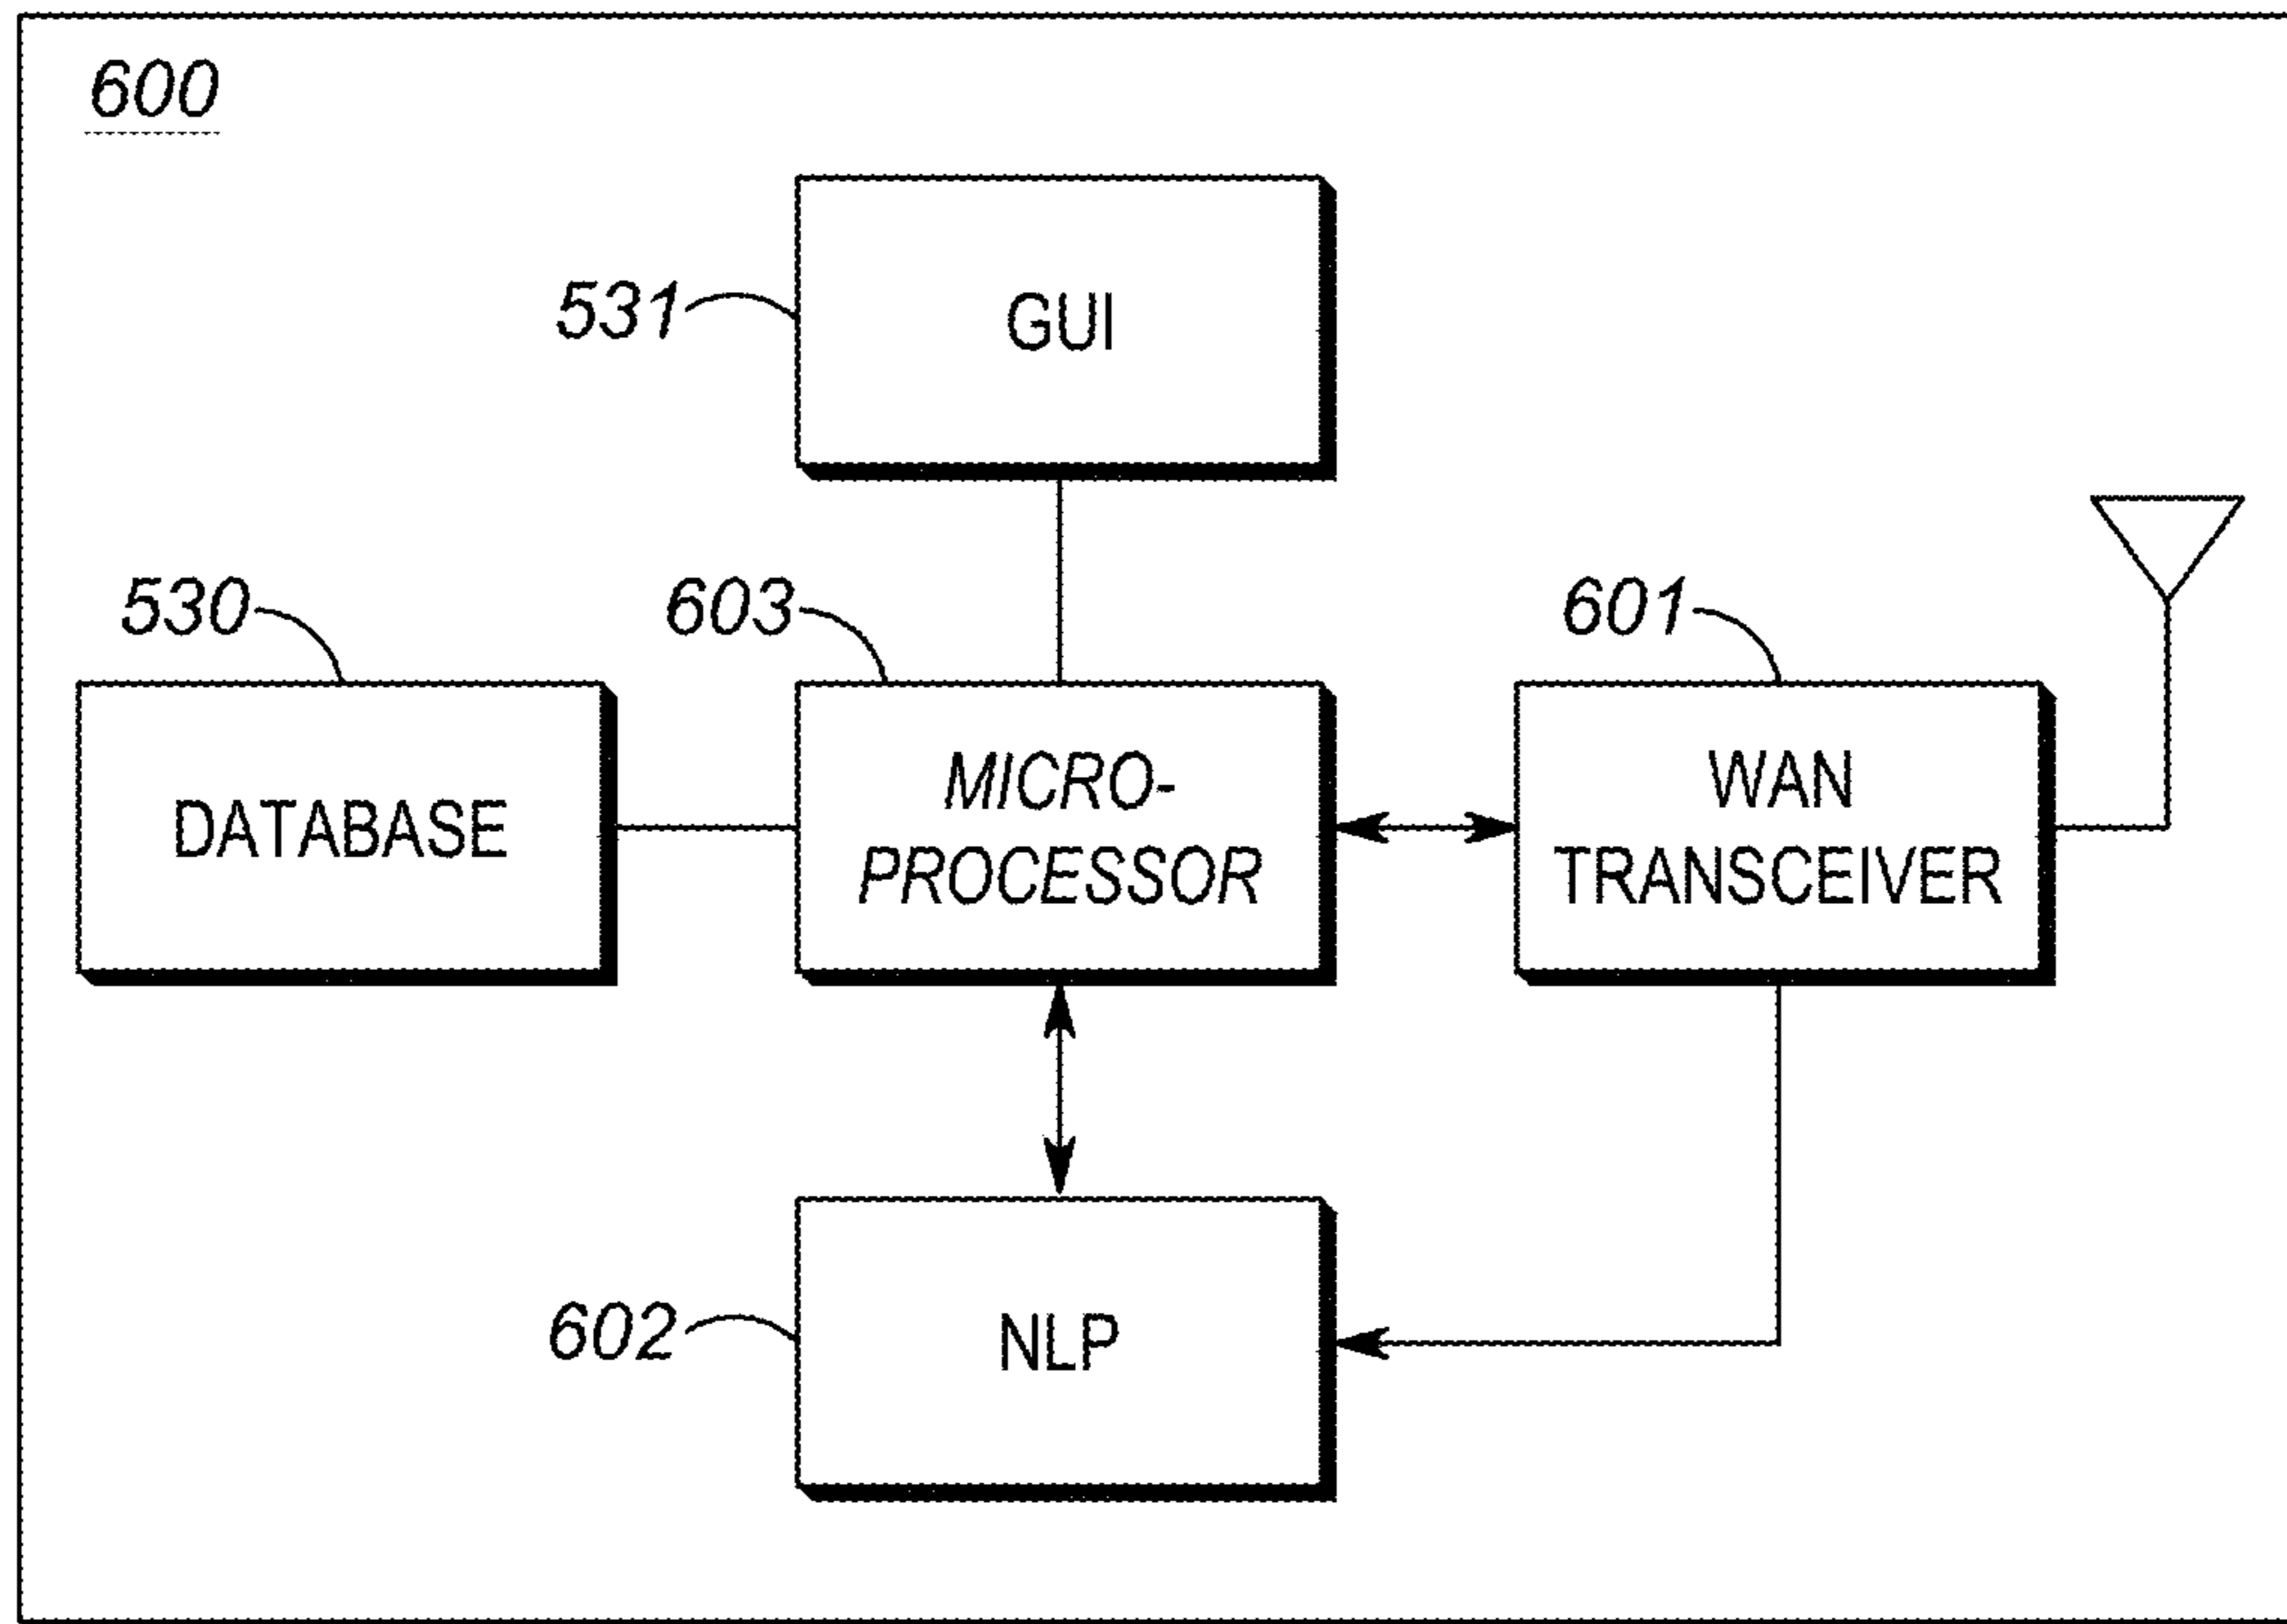 600
531
GUI
530
603
601
DATABASE
MICRO-
PROCESSOR
WAN
TRANSCEIVER
602
NLP